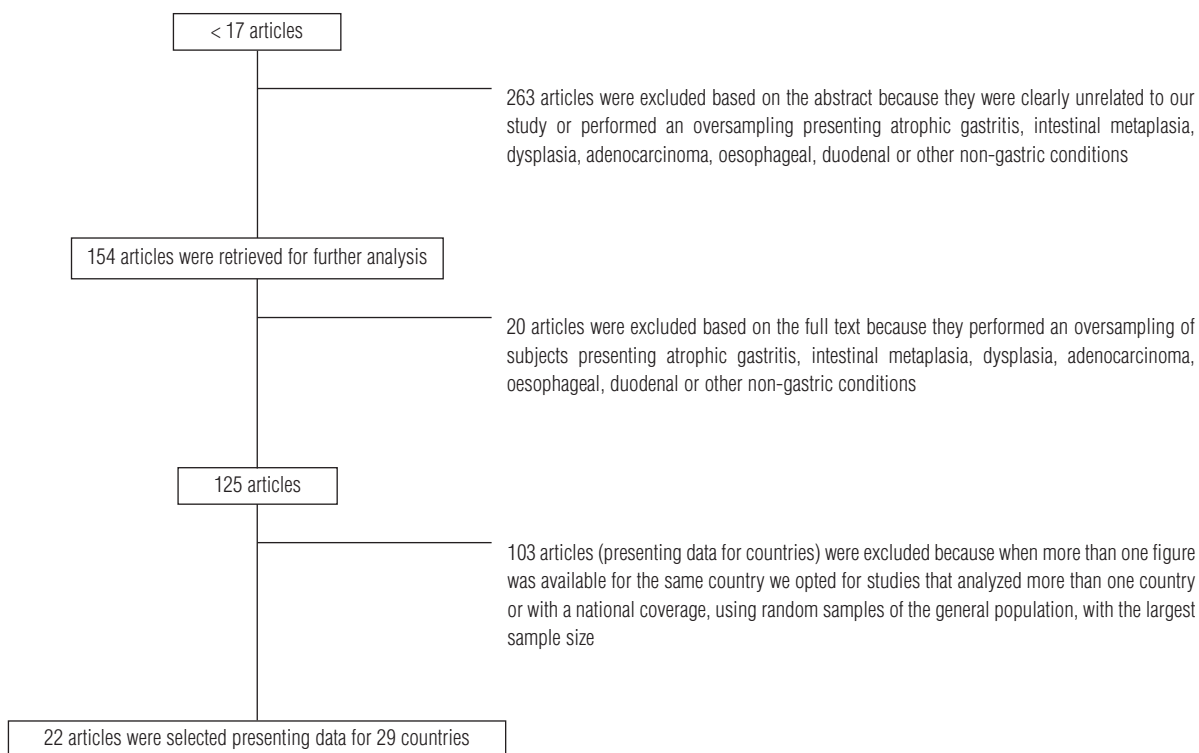 < 17 articles
263 articles were excluded based on the abstract because they were clearly unrelated to our
study or performed an oversampling presenting atrophic gastritis, intestinal metaplasia,
dysplasia, adenocarcinoma, oesophageal, duodenal or other non-gastric conditions
154 articles were retrieved for further analysis
20 articles were excluded based on the full text because they performed an oversampling of
subjects presenting atrophic gastritis, intestinal metaplasia, dysplasia, adenocarcinoma,
oesophageal, duodenal or other non-gastric conditions
125 articles
103 articles (presenting data for countries) were excluded because when more than one figure
was available for the same country we opted for studies that analyzed more than one country
or with a national coverage, using random samples of the general population, with the largest
sample size
22 articles were selected presenting data for 29 countries